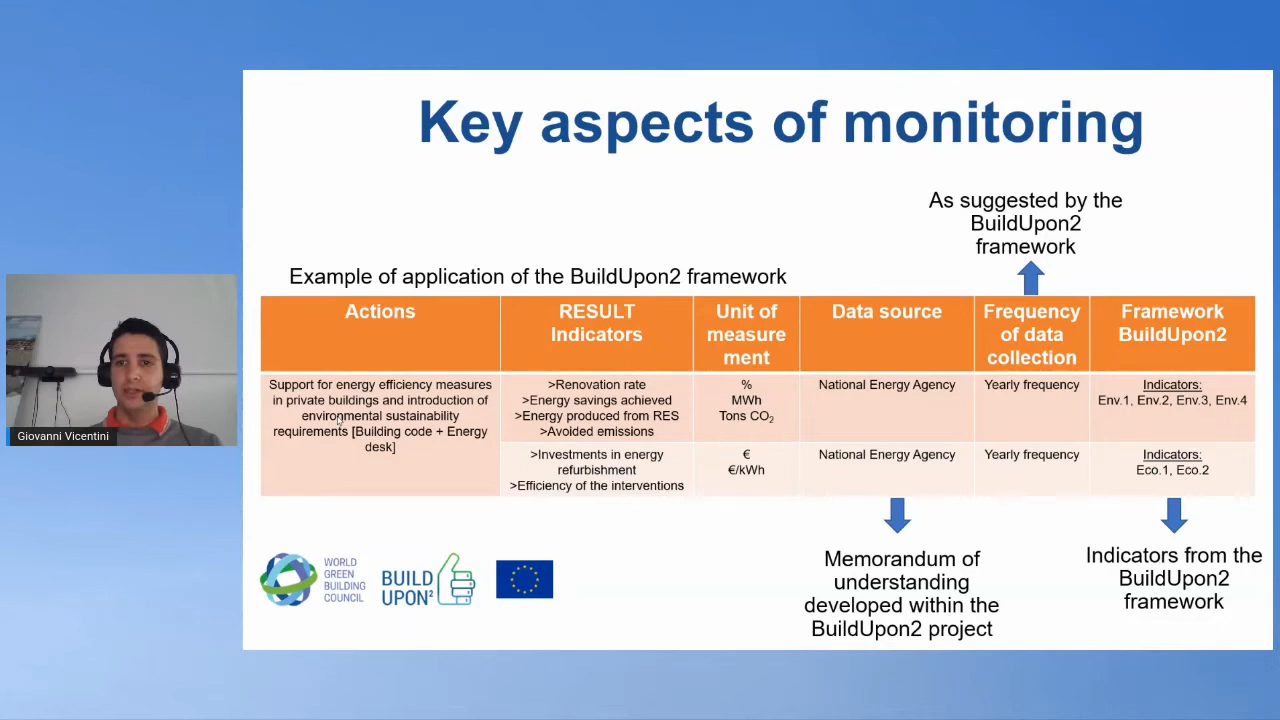 Key aspects of monitoring
As suggested by the
BuildUpon2
framework
Example of application of the BuildUpon2 framework
Actions
RESULT
Indicators
Unit of
measure
ment
Data source
Frequency
of data
collection
Framework
BuildUpon2
Support for energy efficiency measures
in private buildings and introduction of
environmental sustainability
requirements [Building code + Energy
desk]
>Renovation rate
>Energy savings achieved
>Energy produced from RES
>Avoided emissions
%
MWh
Tons CO₂
National Energy Agency
Yearly frequency
Indicators:
Env.1, Env.2, Env.3, Env.4
>Investments in energy
refurbishment
>Efficiency of the interventions
€
€/kWh
National Energy Agency
Yearly frequency
Indicators:
Eco.1, Eco.2
Memorandum of
understanding
developed within the
BuildUpon2 project
Indicators from the
BuildUpon2
framework
WORLD
GREEN
BUILDING
COUNCIL
BUILD
UPON²
Giovanni Vicentini